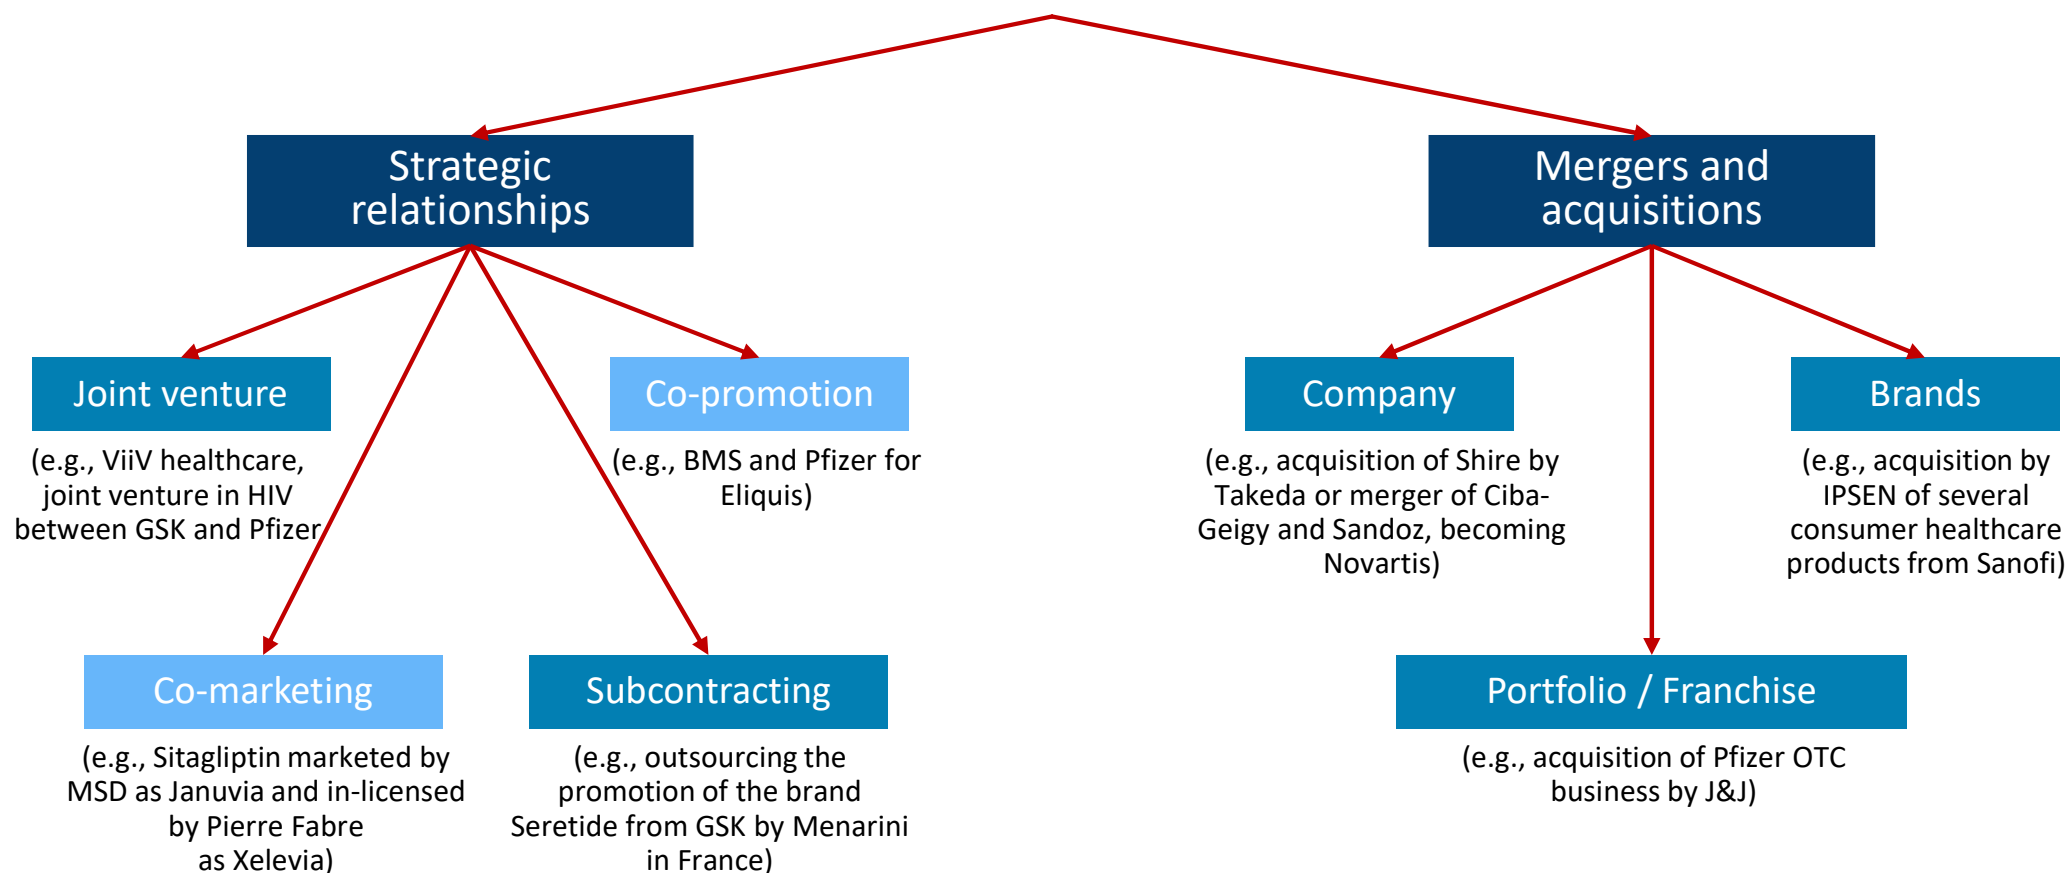 Strategic
relationships
Mergers and
acquisitions
Joint venture
(e.g., ViiV healthcare,
joint venture in HIV
between GSK and Pfizer
Co-promotion
(e.g., BMS and Pfizer for
Eliquis)
Company
(e.g., acquisition of Shire by
Takeda or merger of Ciba-
Geigy and Sandoz, becoming
Novartis)
Brands
(e.g., acquisition by
IPSEN of several
consumer healthcare
products from Sanofi)
Co-marketing
(e.g., Sitagliptin marketed by
MSD as Januvia and in-licensed
by Pierre Fabre
as Xelevia)
Subcontracting
(e.g., outsourcing the
promotion of the brand
Seretide from GSK by Menarini
in France)
Portfolio / Franchise
(e.g., acquisition of Pfizer OTC
business by J&J)